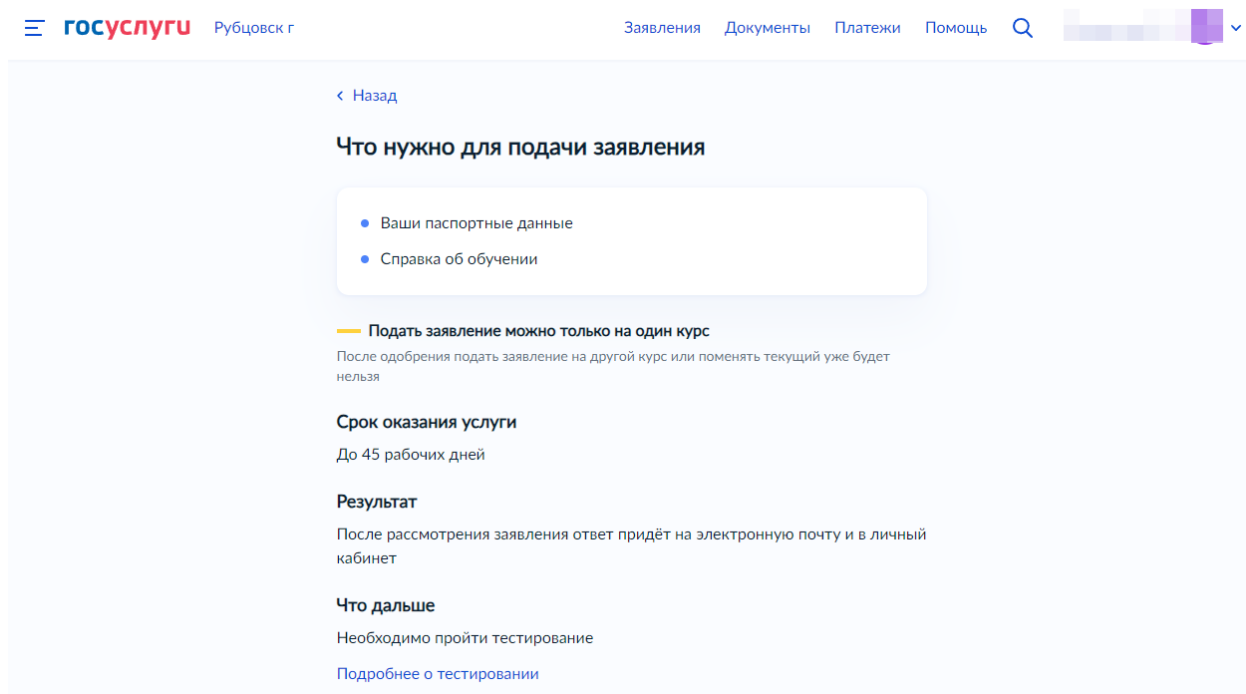 госуслуги Рубцовск г Заявления Документы Платежи Помощь
Назад
Что нужно для подачи заявления
Ваши паспортные данные
Справка об обучении
Подать заявление можно только на один курс
После одобрения подать заявление на другой курс или поменять текущий уже будет
нельзя
Срок оказания услуги
До 45 рабочих дней
Результат
После рассмотрения заявления ответ придёт на электронную почту и в личный
кабинет
Что дальше
Необходимо пройти тестирование
Подробнее о тестировании